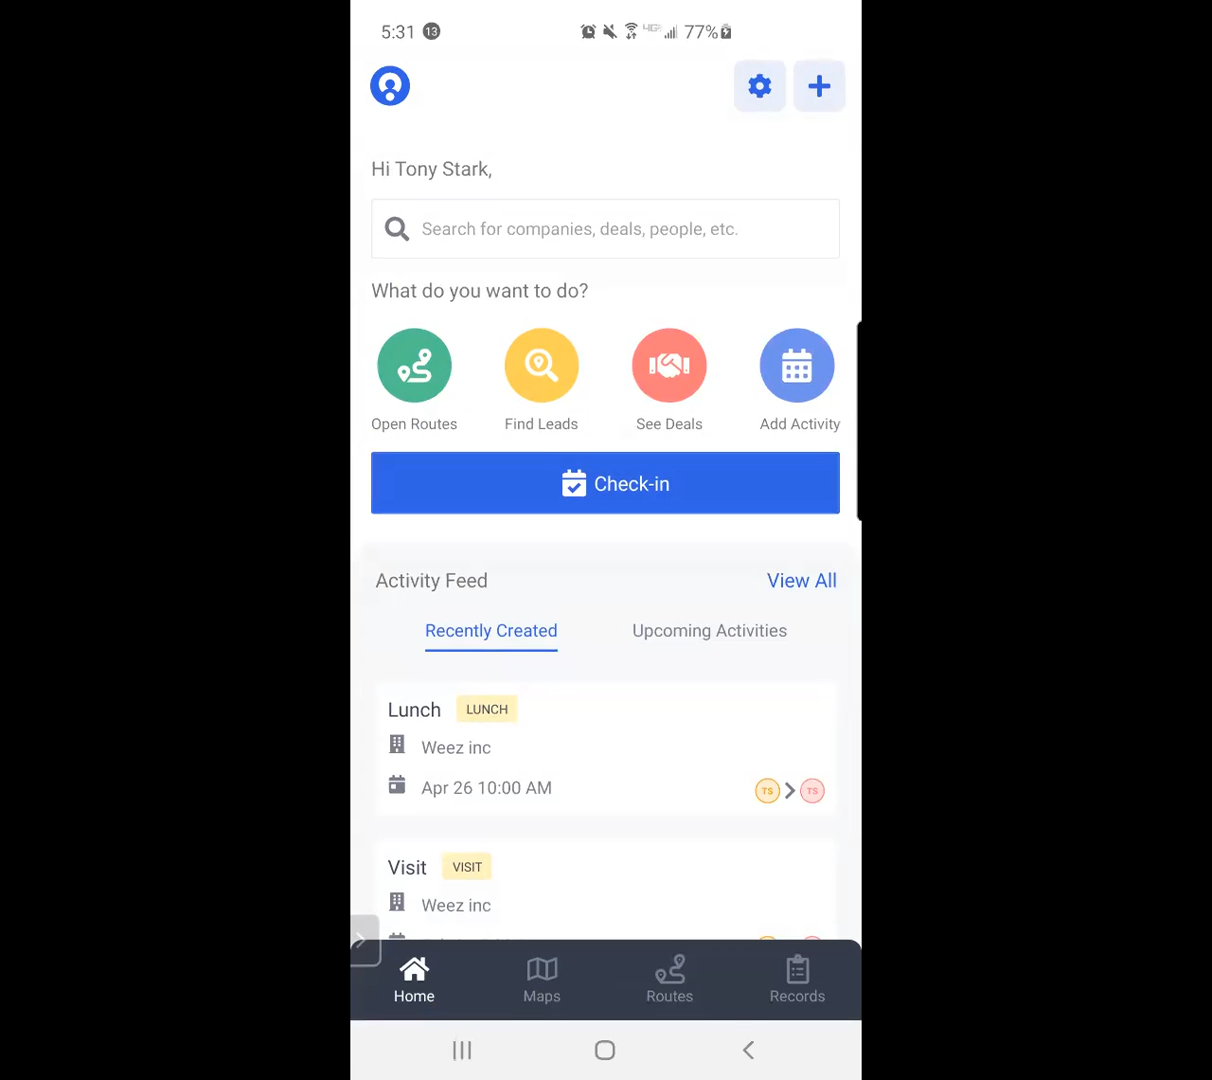 5:31 13 4GE 77%
Hi Tony Stark,
Search for companies, deals, people, etc.
What do you want to do?
Open Routes Find Leads See Deals Add Activity
Check-in
Activity Feed View All
Recently Created Upcoming Activities
Lunch LUNCH
Weez inc
Apr 26 10:00 AM TS TS
Visit VISIT
Weez inc
Home Maps Routes Records